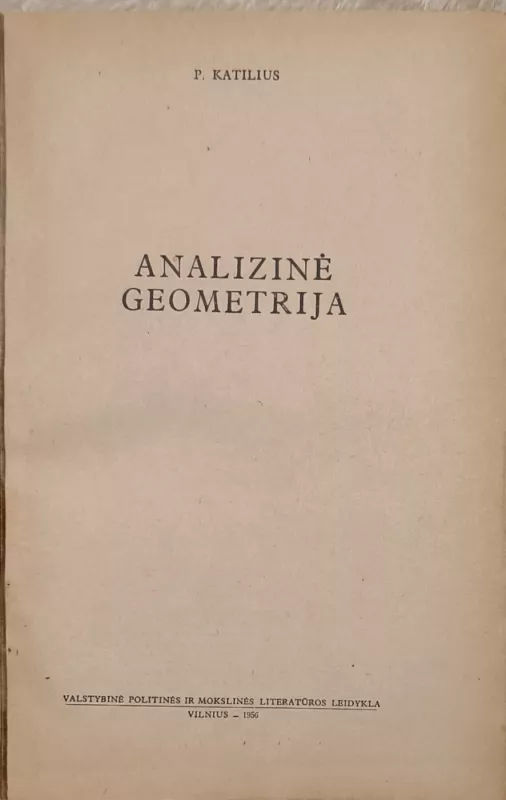 P. KATILIUS
ANALIZINĖ
GEOMETRIJA
VALSTYBINĖ POLITINĖS IR MOKSLINĖS LITERATŪROS LEIDYKLA
VILNIUS – 1956